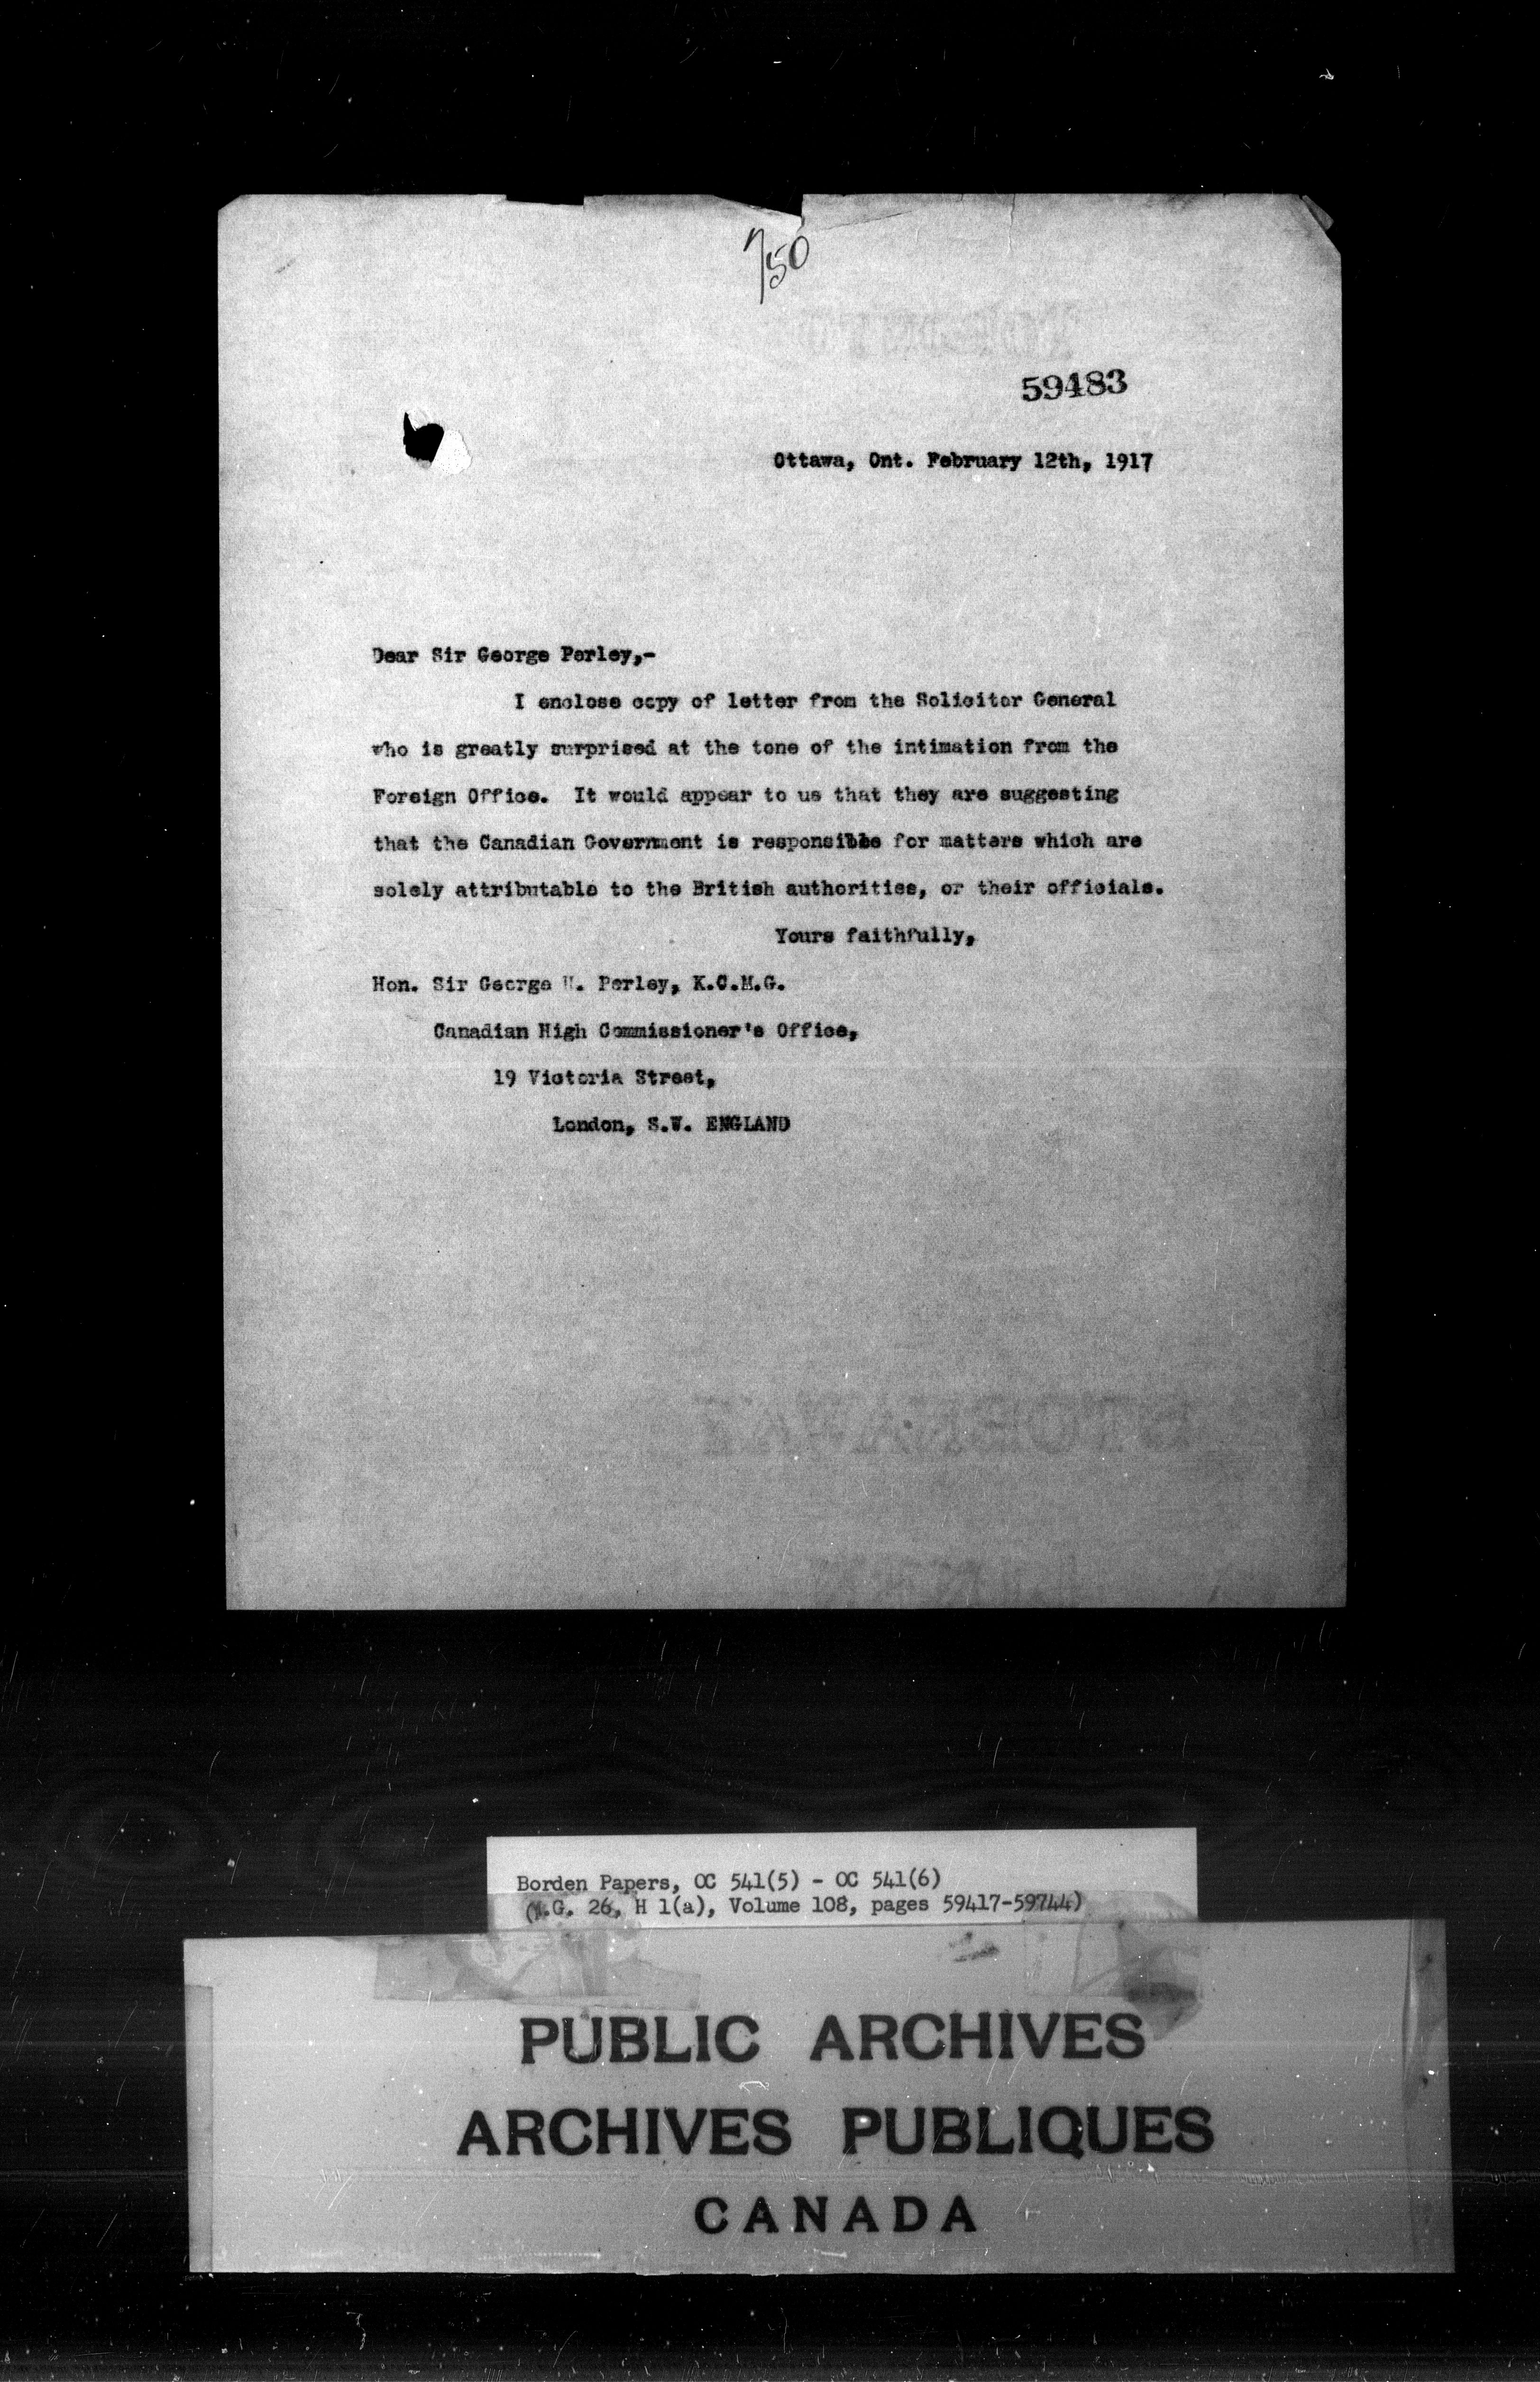 750
59483
Ottawa, Ont. February 12th, 1917
Dear Sir George Perley,-
I enclose copy of letter from the Solicitor General
who is greatly surprised at the tone of the intimation from the
Foreign Office. It would appear to us that they are suggesting
that the Canadian Government is responsible for matters which are
solely attributable to the British authorities, or their officials.
Yours faithfully,
Hon. Sir George H. Perley, K.C.M.G.
Canadian High Commissioner's Office,
19 Victoria Street,
London, S.W. ENGLAND
Borden Papers, OC 541(5) - OC 541(6)
(M.G. 26, H 1(a), Volume 108, pages 59417-59744)
PUBLIC ARCHIVES
ARCHIVES PUBLIQUES
CANADA